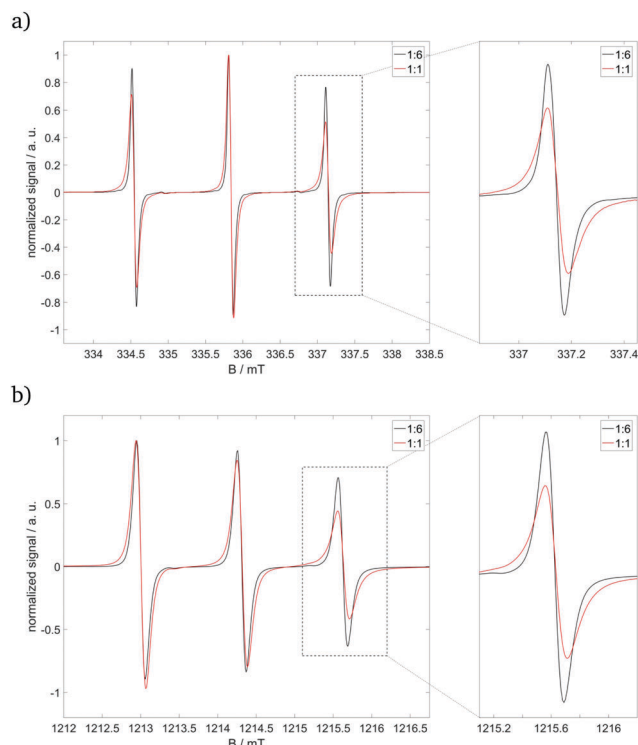 a)
1:6
1:1
1:6
1:1
normalized signal / a. u.
1
0.8
0.6
0.4
0.2
0
-0.2
-0.4
-0.6
-0.8
-1
334 334.5 335 335.5 336 336.5 337 337.5 338 338.5
B / mT
337 337.2 337.4
b)
1:6
1:1
1:6
1:1
normalized signal / a. u.
1
0.5
0
-0.5
-1
1212 1212.5 1213 1213.5 1214 1214.5 1215 1215.5 1216 1216.5
B / mT
1215.2 1215.6 1216